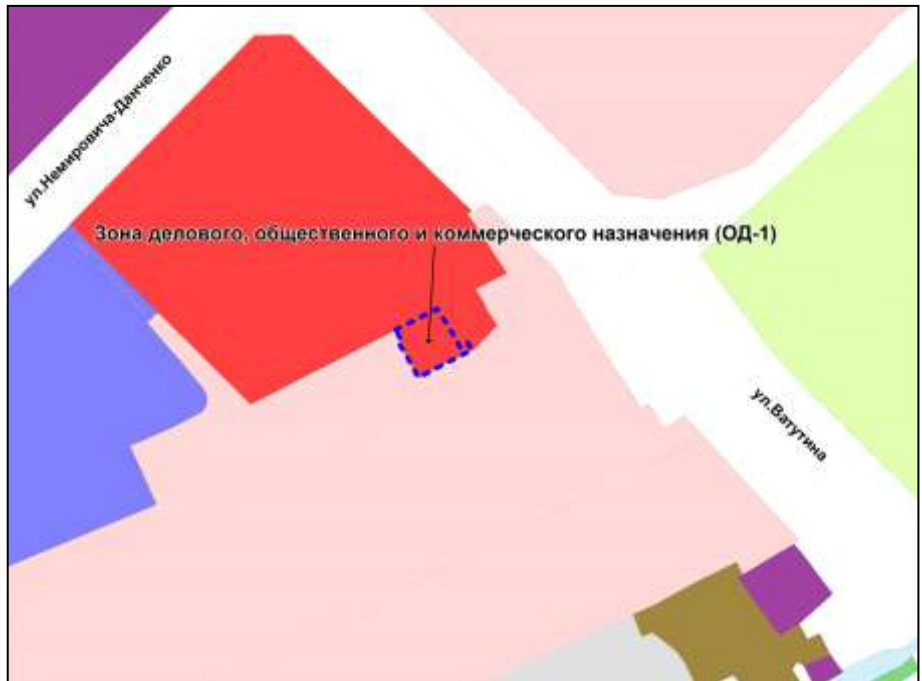 ул.Немировича-Данченко
Зона делового, общественного и коммерческого назначения (ОД-1)
ул.Ватутина